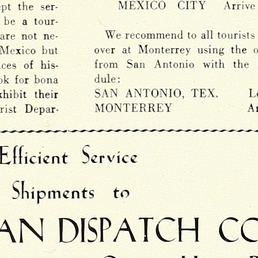 ept the ser-
be a tour-
are not ne-
Mexico but
ces of his-
ok for bona
xhibit their
rist Depar-
MEXICO CITY Arrive
We recommend to all tourists
over at Monterrey using the o
from San Antonio with the
dule:
SAN ANTONIO, TEX. L
MONTERREY A
Efficient Service
Shipments to
AN DISPATCH CO